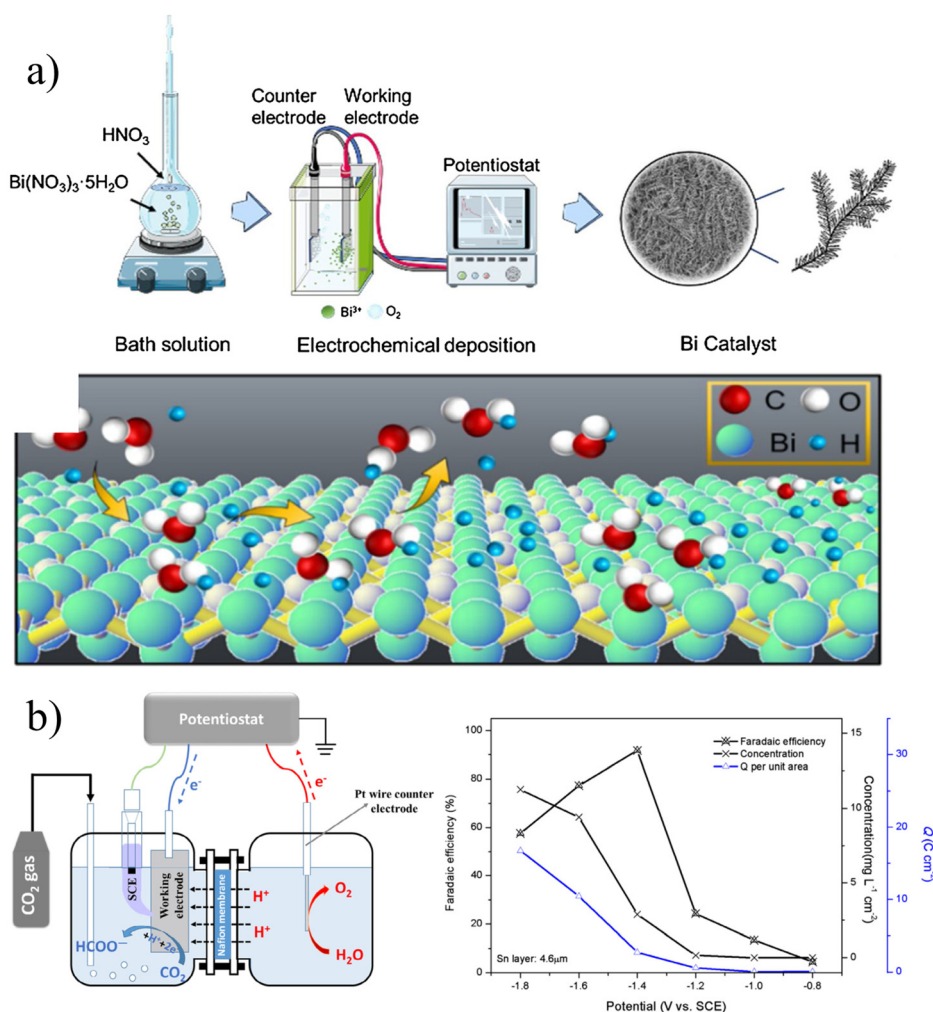 a)
HNO₃
Bi(NO₃)₃·5H₂O
Counter
electrode
Working
electrode
Potentiostat
Bi³⁺
O₂
Bath solution
Electrochemical deposition
Bi Catalyst
C
O
Bi
H
b)
Potentiostat
e⁻
e⁻
Pt wire counter
electrode
CO₂ gas
SCE
Working
electrode
Nafion membrane
H⁺
H⁺
O₂
H₂O
HCOO⁻
+H⁺+2e⁻
CO₂
Faradaic efficiency
Concentration
Q per unit area
Faradaic efficiency (%)
100
80
60
40
20
0
Sn layer: 4.6μm
-1.8
-1.6
-1.4
-1.2
-1.0
-0.8
Potential (V vs. SCE)
15
10
5
0
Concentration(mg L⁻¹ cm⁻²)
30
20
10
0
Q (C cm⁻²)